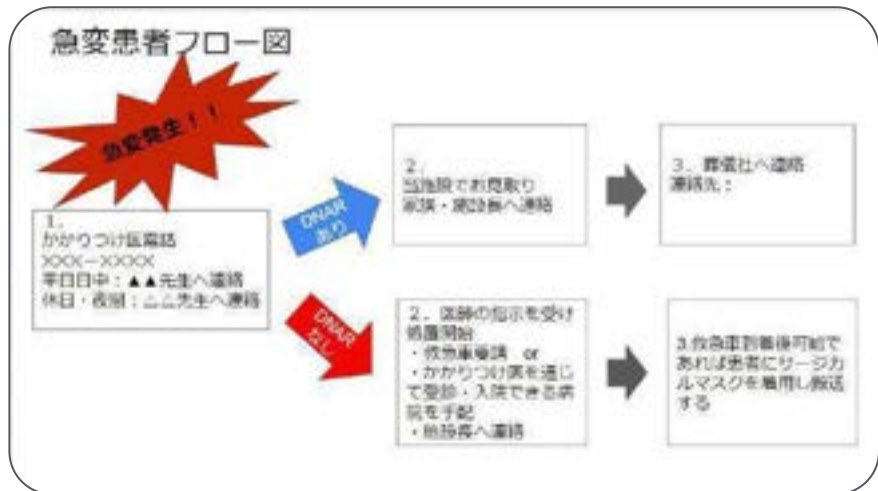 急変患者フロー図
急変発生！！
1.
かかりつけ医電話
XXX－XXXX
平日日中：▲▲先生へ連絡
休日・夜間：△△先生へ連絡
DNAR
あり
2.
当施設でお見取り
家族・施設長へ連絡
3．葬儀社へ連絡
連絡先：
DNAR
なし
2．医師の指示を受け
処置開始
・救急車要請　or
・かかりつけ医を通じ
て受診・入院できる病
院を手配
・施設長へ連絡
3.救急車到着後可能で
あれば患者にサージカ
ルマスクを着用し搬送
する